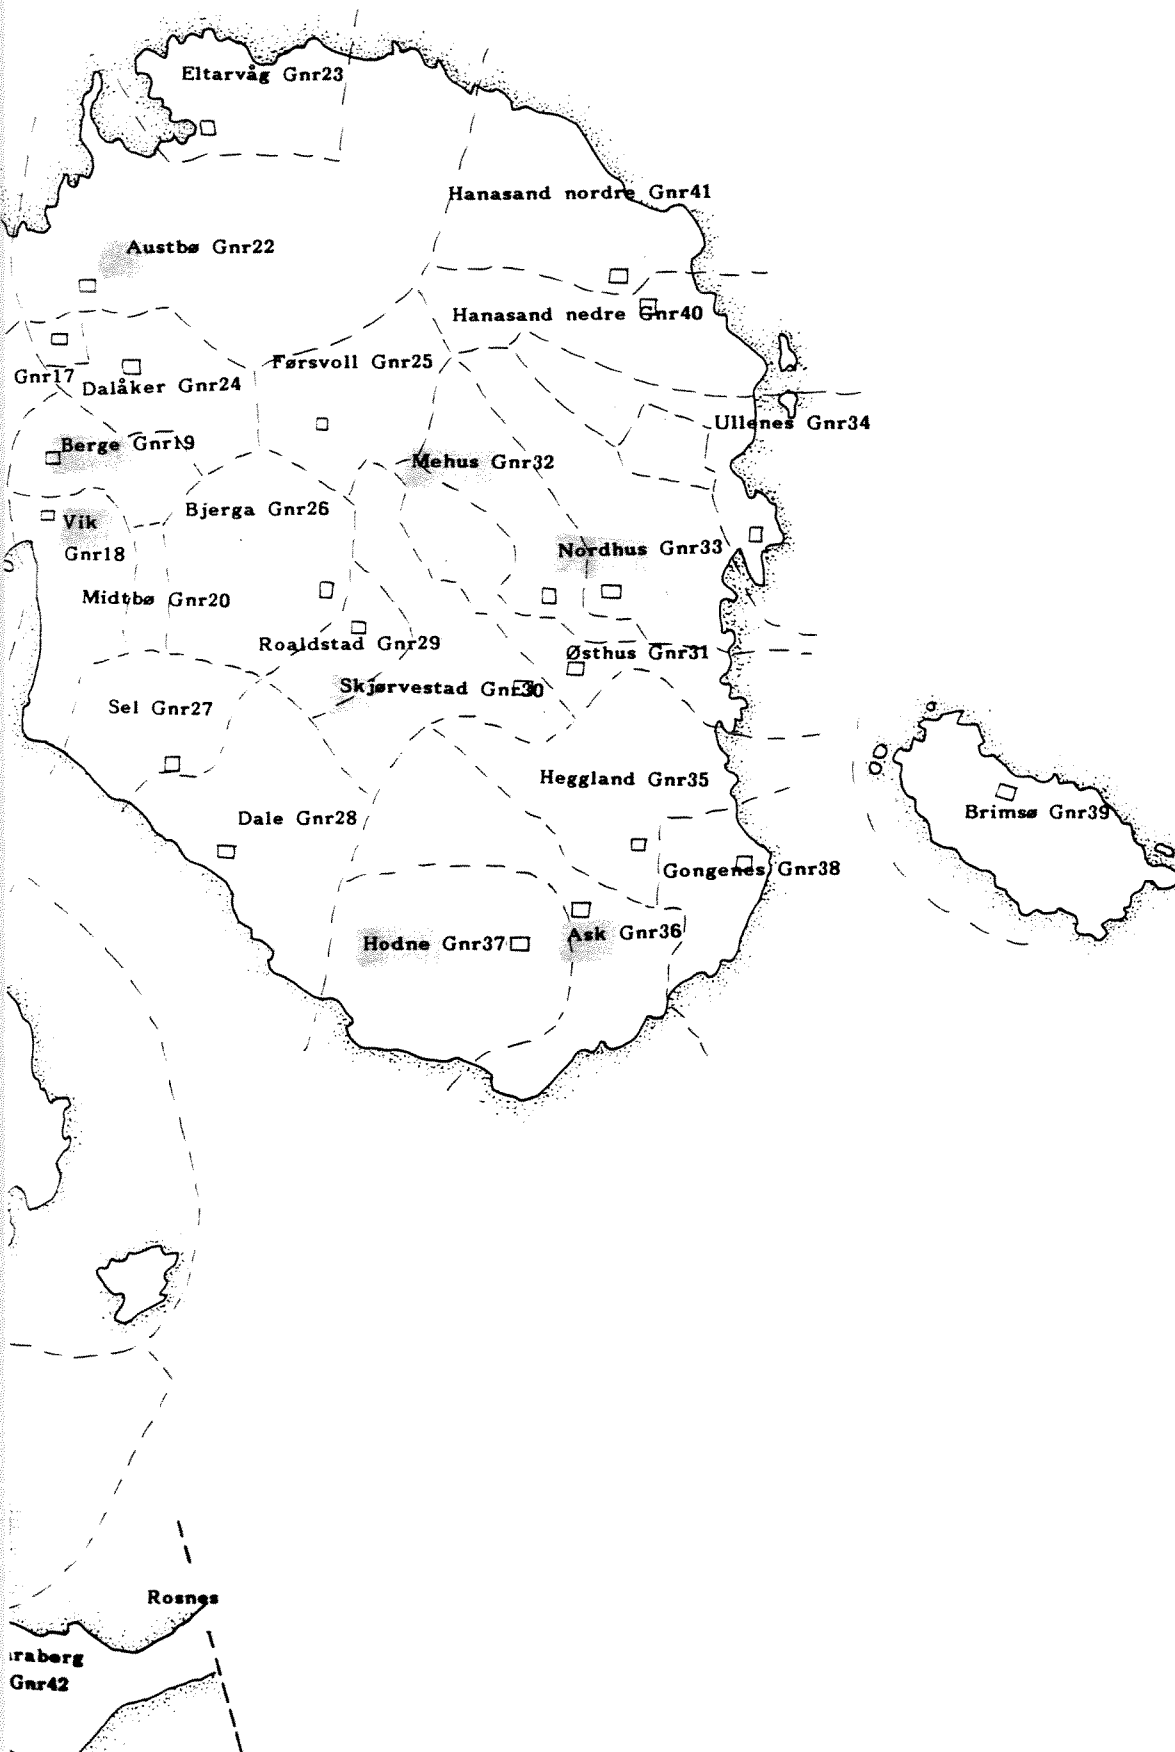 Eltarvåg Gnr23
Hanasand nordre Gnr41
Austbø Gnr22
Hanasand nedre Gnr40
Førsvoll Gnr25
Gnr17
Dalåker Gnr24
Ullenes Gnr34
Berge Gnr19
Mehus Gnr32
Bjerga Gnr26
Vik
Gnr18
Nordhus Gnr33
Midtbø Gnr20
Roaldstad Gnr29
Østhus Gnr31
Skjørvestad Gnr30
Sel Gnr27
Heggland Gnr35
Brimsø Gnr39
Dale Gnr28
Gongenes Gnr38
Ask Gnr36
Hodne Gnr37
Rosnes
raberg
Gnr42